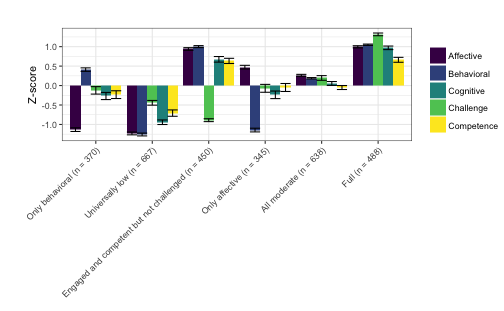 Z-score
1.0
0.5
0.0
-0.5
-1.0
Only behavioral (n = 370)
Universally low (n = 667)
Engaged and competent but not challenged (n = 450)
Only affective (n = 345)
All moderate (n = 638)
Full (n = 488)
Affective
Behavioral
Cognitive
Challenge
Competence